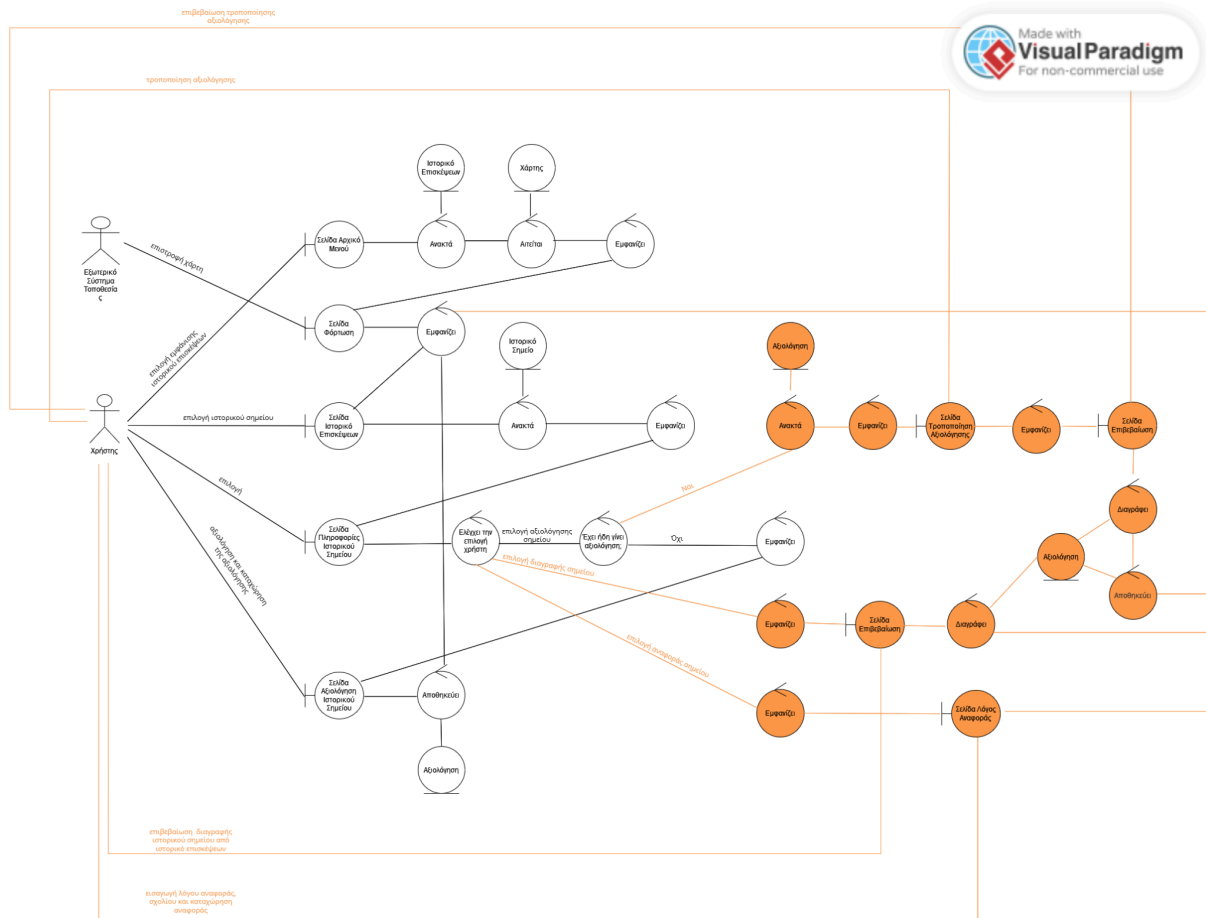 επιβεβαίωση τροποποίησης
αξιολόγησης
Made with
Visual Paradigm
For non-commercial use
τροποποίηση αξιολόγησης
Ιστορικό
Επισκέψεων
Χάρτης
Εξωτερικό
Σύστημα
Τοποθεσία
ς
επιστροφή χάρτη
Σελίδα Αρχικό
Μενού
Ανακτά
Αιτείται
Εμφανίζει
Σελίδα
Φόρτωση
Εμφανίζει
επιλογή εμφάνισης
ιστορικού επισκέψεων
Ιστορικό
Σημείο
Αξιολόγηση
Χρήστης
επιλογή ιστορικού σημείου
Σελίδα
Ιστορικό
Επισκέψεων
Ανακτά
Εμφανίζει
Ανακτά
Εμφανίζει
Σελίδα
Τροποποίηση
Αξιολόγησης
Εμφανίζει
Σελίδα
Επιβεβαίωση
επιλογή
Ναι
Διαγράφει
Σελίδα
Πληροφορίες
Ιστορικού
Σημείου
Ελέγχει την
επιλογή
χρήστη
επιλογή αξιολόγησης
σημείου
Έχει ήδη γίνει
αξιολόγηση;
Όχι
Εμφανίζει
Αξιολόγηση
αξιολόγηση και καταχώρηση
της αξιολόγησης
επιλογή διαγραφής σημείου
Αποθηκεύει
Εμφανίζει
Σελίδα
Επιβεβαίωση
Διαγράφει
επιλογή αναφοράς σημείου
Σελίδα
Αξιολόγηση
Ιστορικού
Σημείου
Αποθηκεύει
Εμφανίζει
Σελίδα Λόγος
Αναφοράς
Αξιολόγηση
επιβεβαίωση διαγραφής
ιστορικού σημείου από
ιστορικό επισκέψεων
εισαγωγή λόγου αναφοράς,
σχολίου και καταχώρηση
αναφοράς